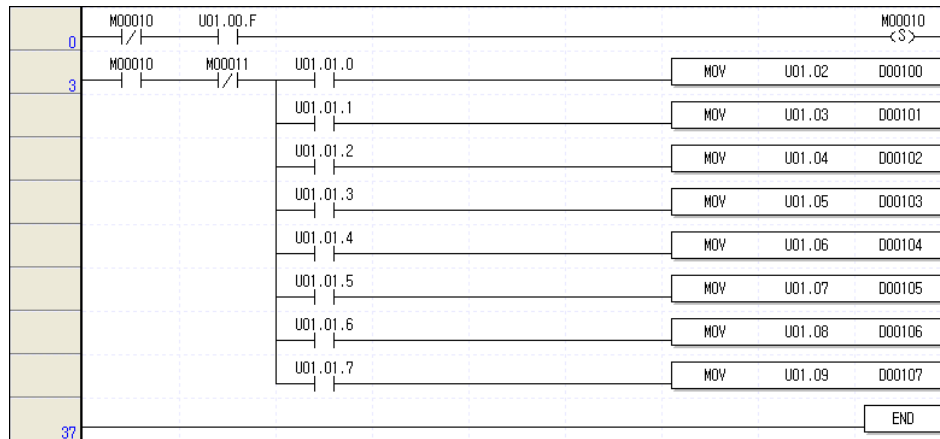 M00010 U01.00.F M00010
0 (S)
M00010 M00011 U01.01.0
3 MOV U01.02 D00100
U01.01.1
MOV U01.03 D00101
U01.01.2
MOV U01.04 D00102
U01.01.3
MOV U01.05 D00103
U01.01.4
MOV U01.06 D00104
U01.01.5
MOV U01.07 D00105
U01.01.6
MOV U01.08 D00106
U01.01.7
MOV U01.09 D00107
END
37